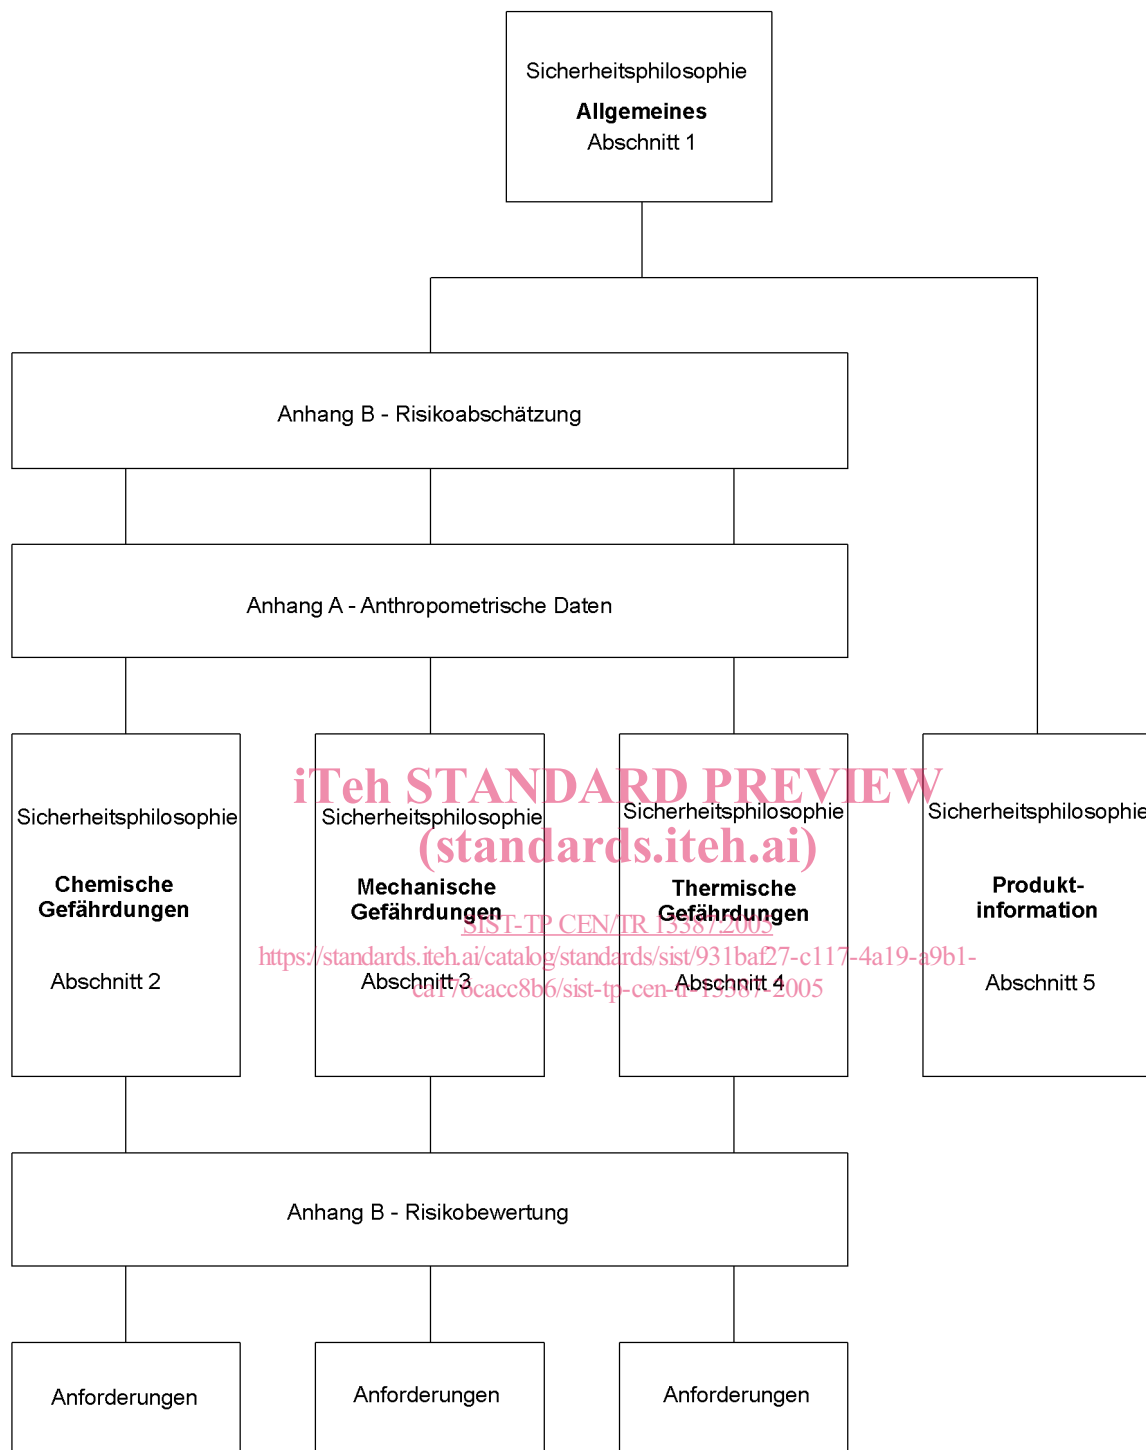 Sicherheitsphilosophie
Allgemeines
Abschnitt 1
Anhang B - Risikoabschätzung
Anhang A - Anthropometrische Daten
iTeh STANDARD PREVIEW
(standards.iteh.ai)
SIST-TP CEN/TR 13387:2005
https://standards.iteh.ai/catalog/standards/sist/931baf27-c117-4a19-a9b1-
ca176cacc8b6/sist-tp-cen-tr-13387-2005
Sicherheitsphilosophie
Chemische
Gefährdungen
Abschnitt 2
Sicherheitsphilosophie
Mechanische
Gefährdungen
Abschnitt 3
Sicherheitsphilosophie
Thermische
Gefährdungen
Abschnitt 4
Sicherheitsphilosophie
Produkt-
information
Abschnitt 5
Anhang B - Risikobewertung
Anforderungen
Anforderungen
Anforderungen